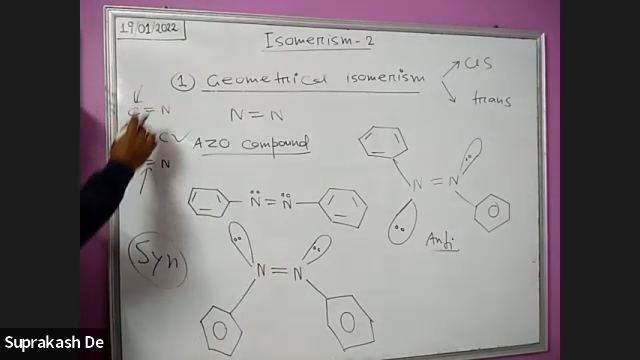 19/01/2022
Isomerism-2
① Geometrical isomerism
cis
trans
C=N
N=N
C
=N
AZO compound
N=N
N=N
Anti
Syn
N=N
Suprakash De